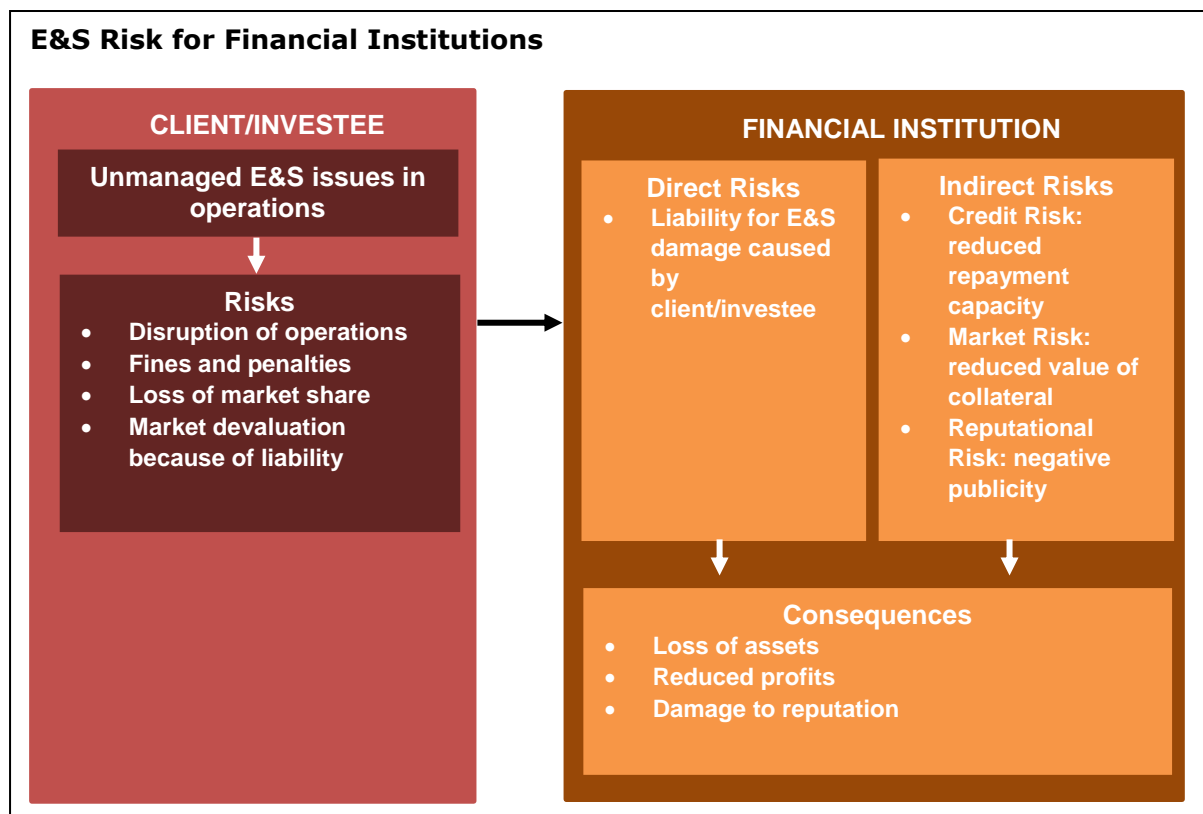 E&S Risk for Financial Institutions
CLIENT/INVESTEE
Unmanaged E&S issues in
operations
Risks
• Disruption of operations
• Fines and penalties
• Loss of market share
• Market devaluation
because of liability
FINANCIAL INSTITUTION
Direct Risks
• Liability for E&S
damage caused
by
client/investee
Indirect Risks
• Credit Risk:
reduced
repayment
capacity
• Market Risk:
reduced value of
collateral
• Reputational
Risk: negative
publicity
Consequences
• Loss of assets
• Reduced profits
• Damage to reputation